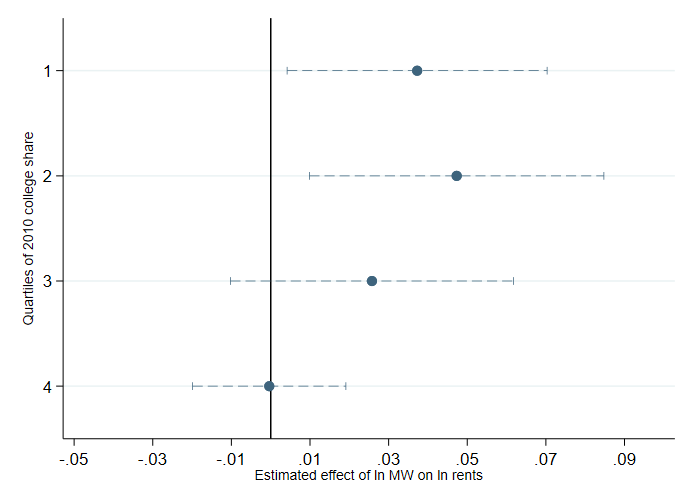 Quartiles of 2010 college share
1
2
3
4
-.05 -.03 -.01 .01 .03 .05 .07 .09
Estimated effect of ln MW on ln rents